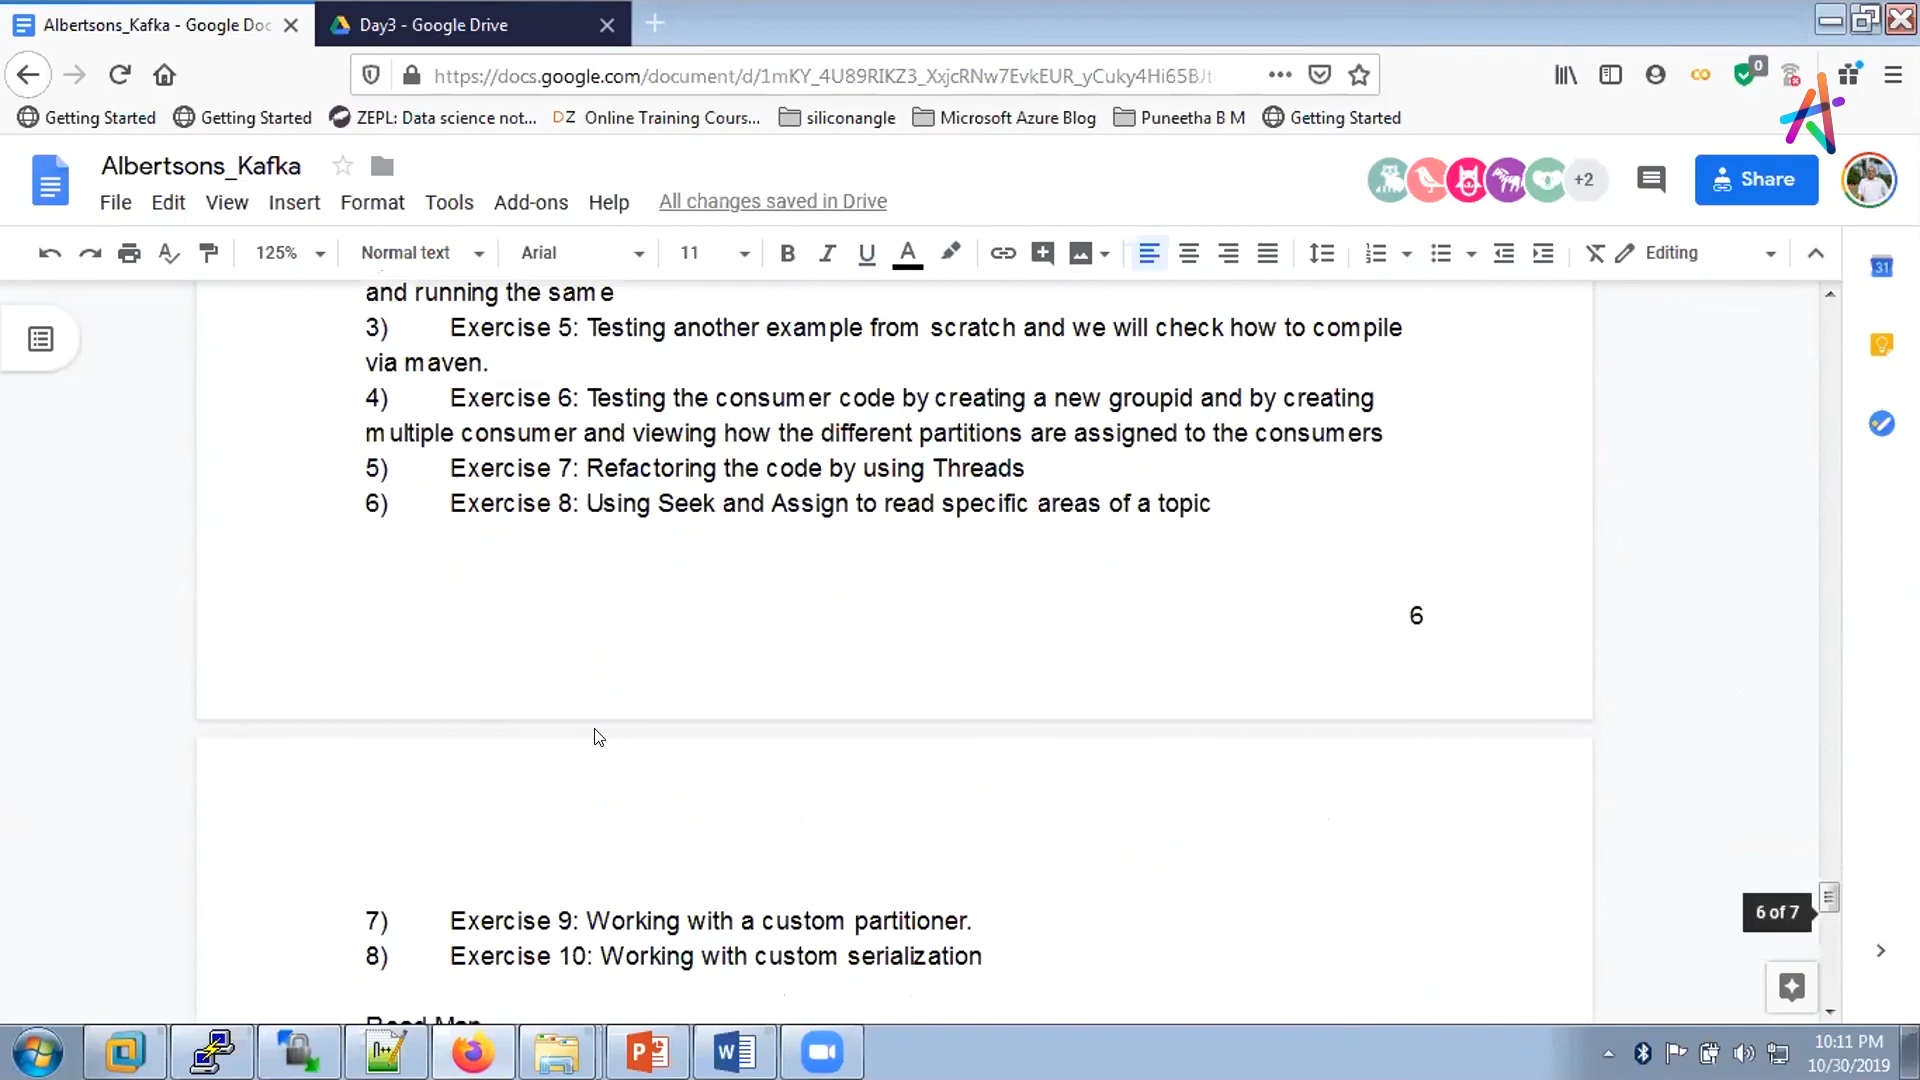 Albertsons_Kafka - Google Doc
Day3 - Google Drive
https://docs.google.com/document/d/1mKY_4U89RIKZ3_XxjcRNw7EvkEUR_yCuky4Hi65BJt
0
Getting Started
Getting Started
ZEPL: Data science not...
DZ Online Training Cours...
siliconangle
Microsoft Azure Blog
Puneetha B M
Getting Started
Albertsons_Kafka
+2
Share
File Edit View Insert Format Tools Add-ons Help All changes saved in Drive
125% Normal text Arial 11 B I U A Editing
31
and running the same
3) Exercise 5: Testing another example from scratch and we will check how to compile
via maven.
4) Exercise 6: Testing the consumer code by creating a new groupid and by creating
multiple consumer and viewing how the different partitions are assigned to the consumers
5) Exercise 7: Refactoring the code by using Threads
6) Exercise 8: Using Seek and Assign to read specific areas of a topic
6
7) Exercise 9: Working with a custom partitioner.
6 of 7
8) Exercise 10: Working with custom serialization
10:11 PM
10/30/2019